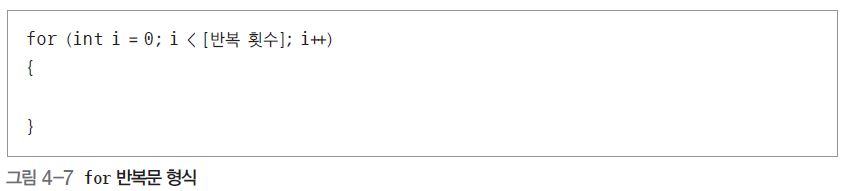 for (int i = 0; i < [반복 횟수]; i++)
{
}
그림 4-7 for 반복문 형식